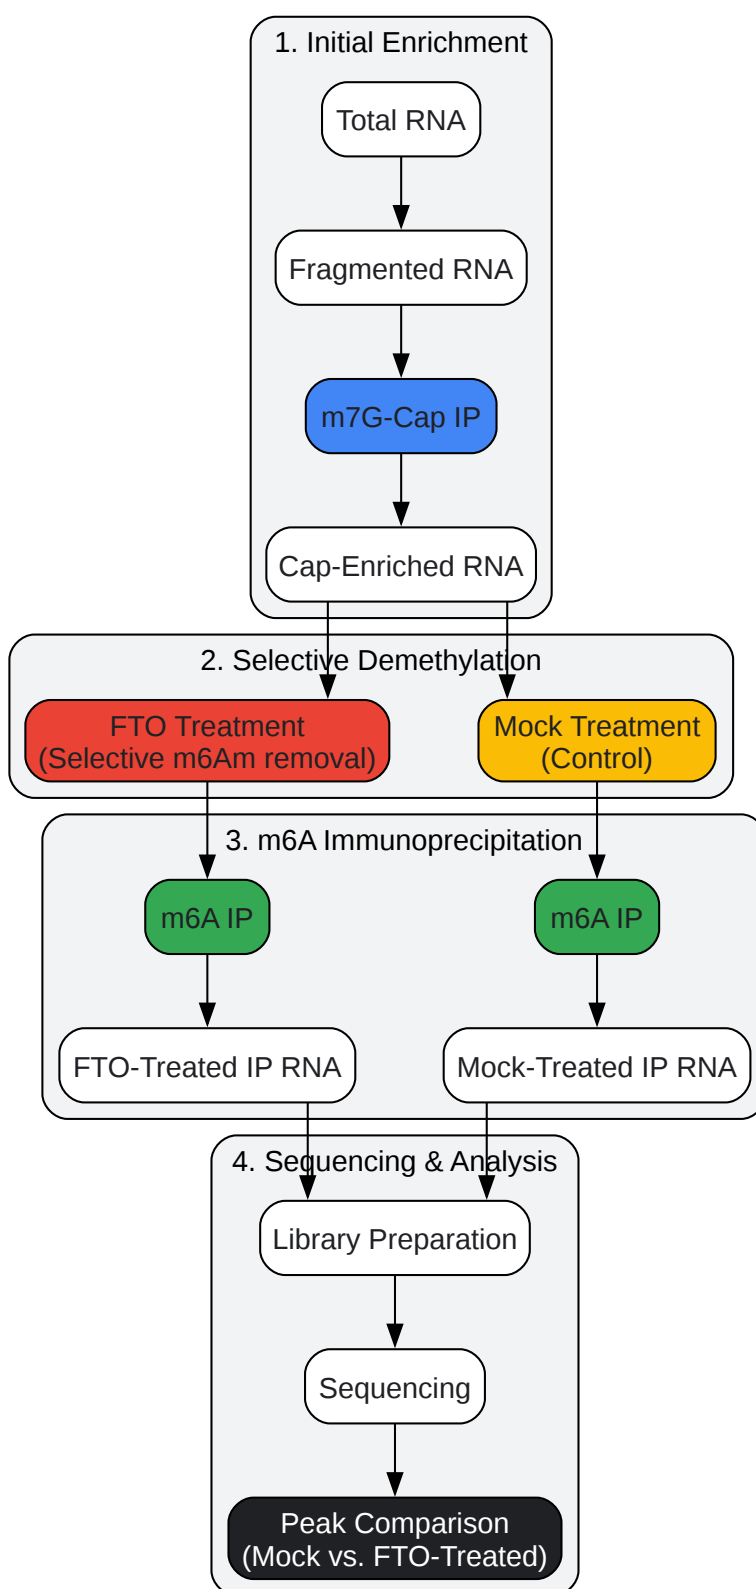 1. Initial Enrichment
Total RNA
Fragmented RNA
m7G-Cap IP
Cap-Enriched RNA
2. Selective Demethylation
FTO Treatment
(Selective m6Am removal)
Mock Treatment
(Control)
3. m6A Immunoprecipitation
m6A IP
m6A IP
FTO-Treated IP RNA
Mock-Treated IP RNA
4. Sequencing & Analysis
Library Preparation
Sequencing
Peak Comparison
(Mock vs. FTO-Treated)